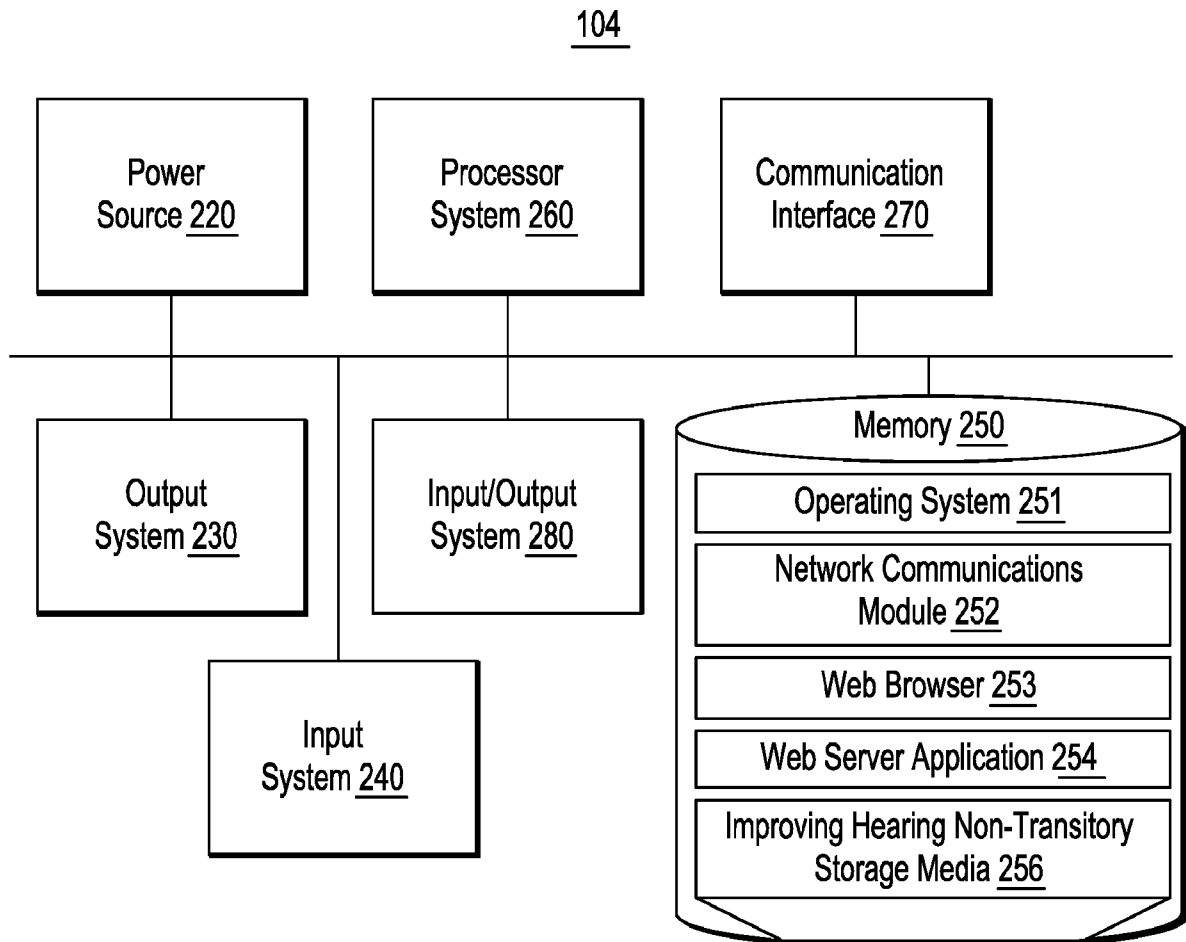 104
Power
Source 220
Processor
System 260
Communication
Interface 270
Output
System 230
Input/Output
System 280
Input
System 240
Memory 250
Operating System 251
Network Communications
Module 252
Web Browser 253
Web Server Application 254
Improving Hearing Non-Transitory
Storage Media 256